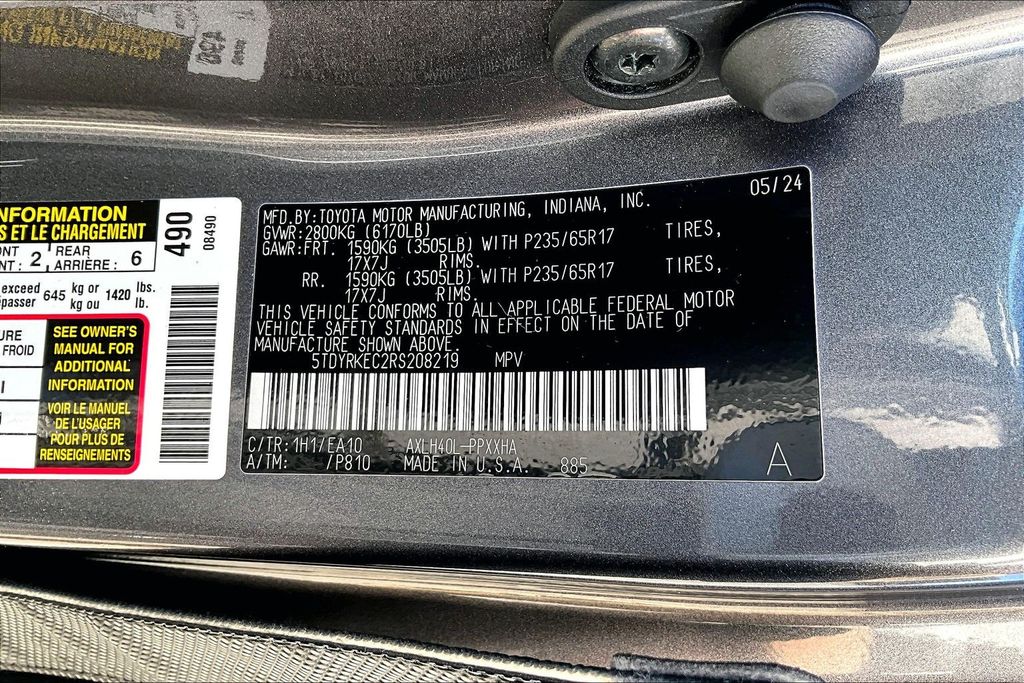 NFORMATION
S ET LE CHARGEMENT
ONT : 2 REAR ARRIÈRE : 6
exceed
passer 645 kg or kg ou 1420 lbs. lb.
URE
FROID
SEE OWNER'S
MANUAL FOR
ADDITIONAL
INFORMATION
VOIR LE MANUEL
DE L'USAGER
POUR PLUS DE
RENSEIGNEMENTS
490
08490
05/24
MFD.BY:TOYOTA MOTOR MANUFACTURING, INDIANA, INC.
GVWR:2800KG (6170LB)
GAWR:FRT. 1590KG (3505LB) WITH P235/65R17 TIRES,
17X7J RIMS
RR. 1590KG (3505LB) WITH P235/65R17 TIRES,
17X7J RIMS.
THIS VEHICLE CONFORMS TO ALL APPLICABLE FEDERAL MOTOR
VEHICLE SAFETY STANDARDS IN EFFECT ON THE DATE OF
MANUFACTURE SHOWN ABOVE.
5TDYRKEC2RS208219 MPV
C/TR:1H17EA10 AXLH40L-PPXXHA
A/TM: /P810 MADE IN U.S.A. 885
A